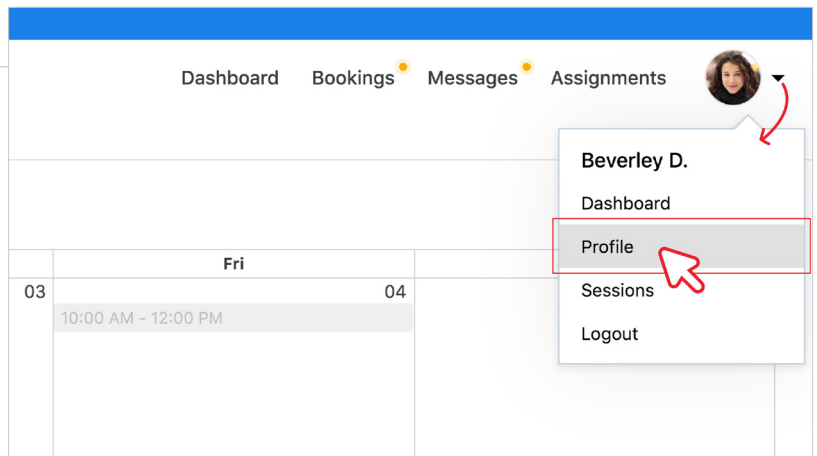 Dashboard Bookings Messages Assignments
Beverley D.
Dashboard
Profile
Sessions
Logout
Fri
03 04
10:00 AM - 12:00 PM